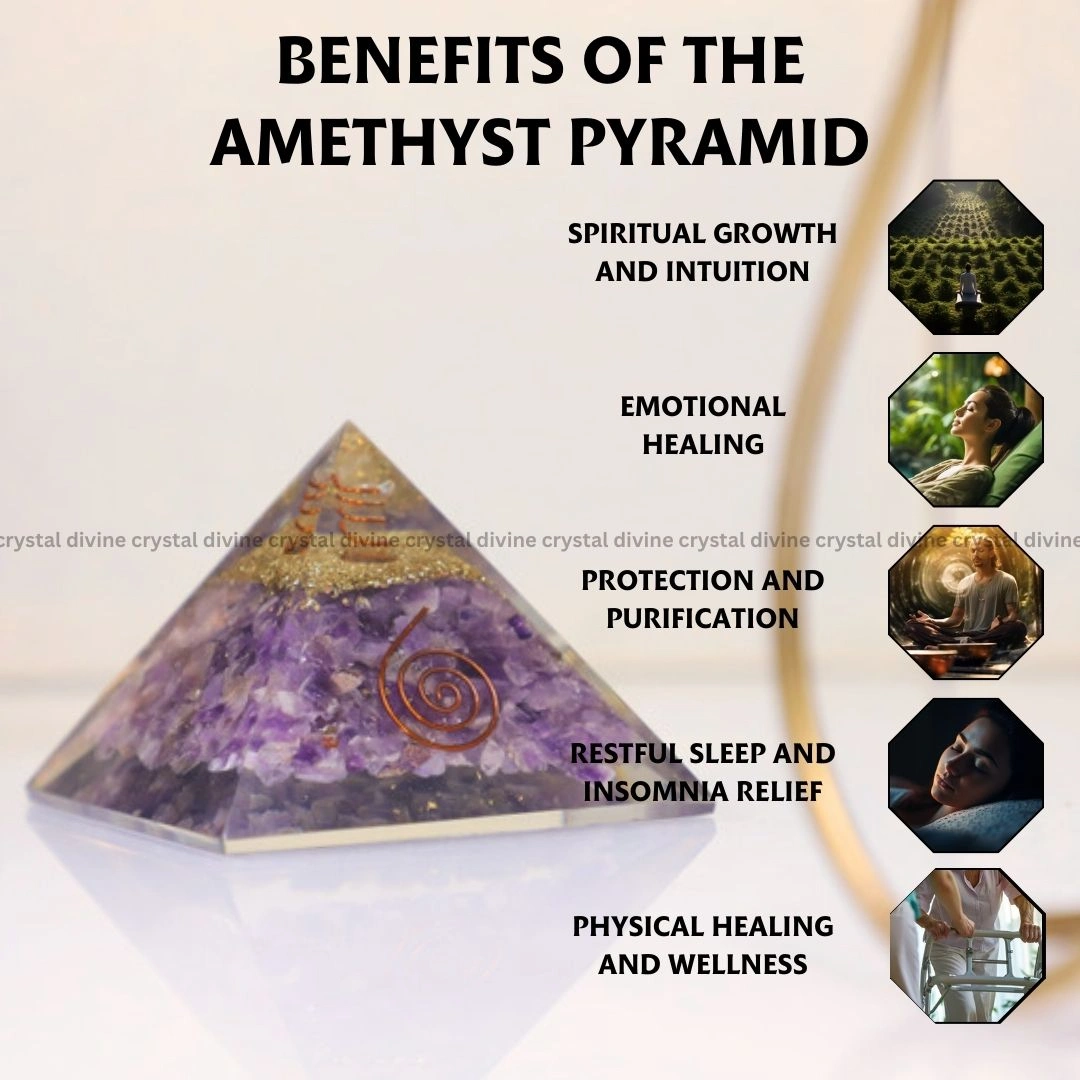 BENEFITS OF THE
AMETHYST PYRAMID
SPIRITUAL GROWTH
AND INTUITION
EMOTIONAL
HEALING
crystal divine crystal divine crystal divine crystal divine crystal divine crystal divine crystal divine crystal divine
PROTECTION AND
PURIFICATION
RESTFUL SLEEP AND
INSOMNIA RELIEF
PHYSICAL HEALING
AND WELLNESS